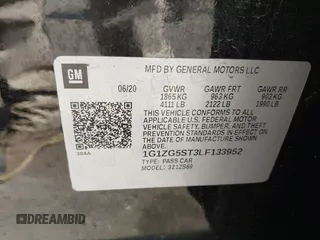 GM
MFD BY GENERAL MOTORS LLC
06/20 GVWR GAWR FRT GAWR RR
1865 KG 963 KG 902 KG
4111 LB 2122 LB 1990 LB
THIS VEHICLE CONFORMS TO ALL
APPLICABLE U.S. FEDERAL MOTOR
VEHICLE SAFETY, BUMPER, AND THEFT
PREVENTION STANDARDS IN EFFECT ON
THE DATE OF MANUFACTURE SHOWN ABOVE.
1G1ZG5ST3LF133952
TYPE: PASS CAR
MODEL: 321ZS69
DREAMBID